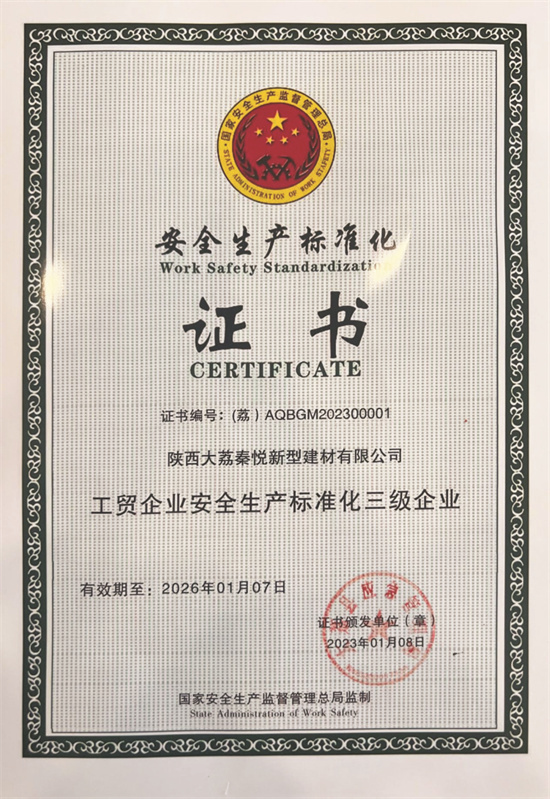 国家安全生产监督管理总局
STATE ADMINISTRATION OF WORK STAFETY
安全生产标准化
Work Safety Standardization
证书
CERTIFICATE
证书编号：(荔) AQBGM202300001
陕西大荔秦悦新型建材有限公司
工贸企业安全生产标准化三级企业
有效期至：2026年01月07日
证书颁发单位（章）
2023年01月08日
国家安全生产监督管理总局监制
State Administration of Work Safety